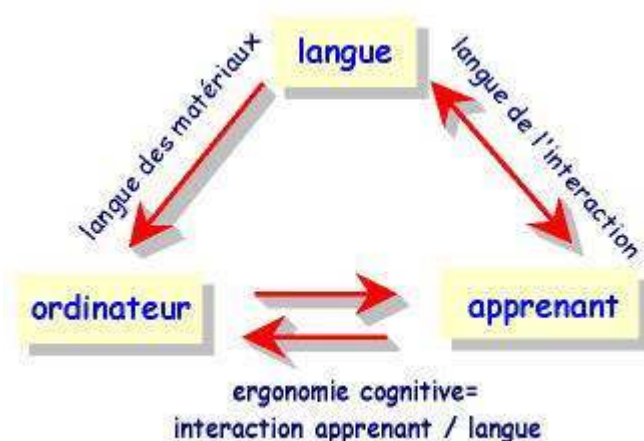 langue
langue des matériaux
langue de l'interaction
ordinateur
apprenant
ergonomie cognitive=
interaction apprenant / langue